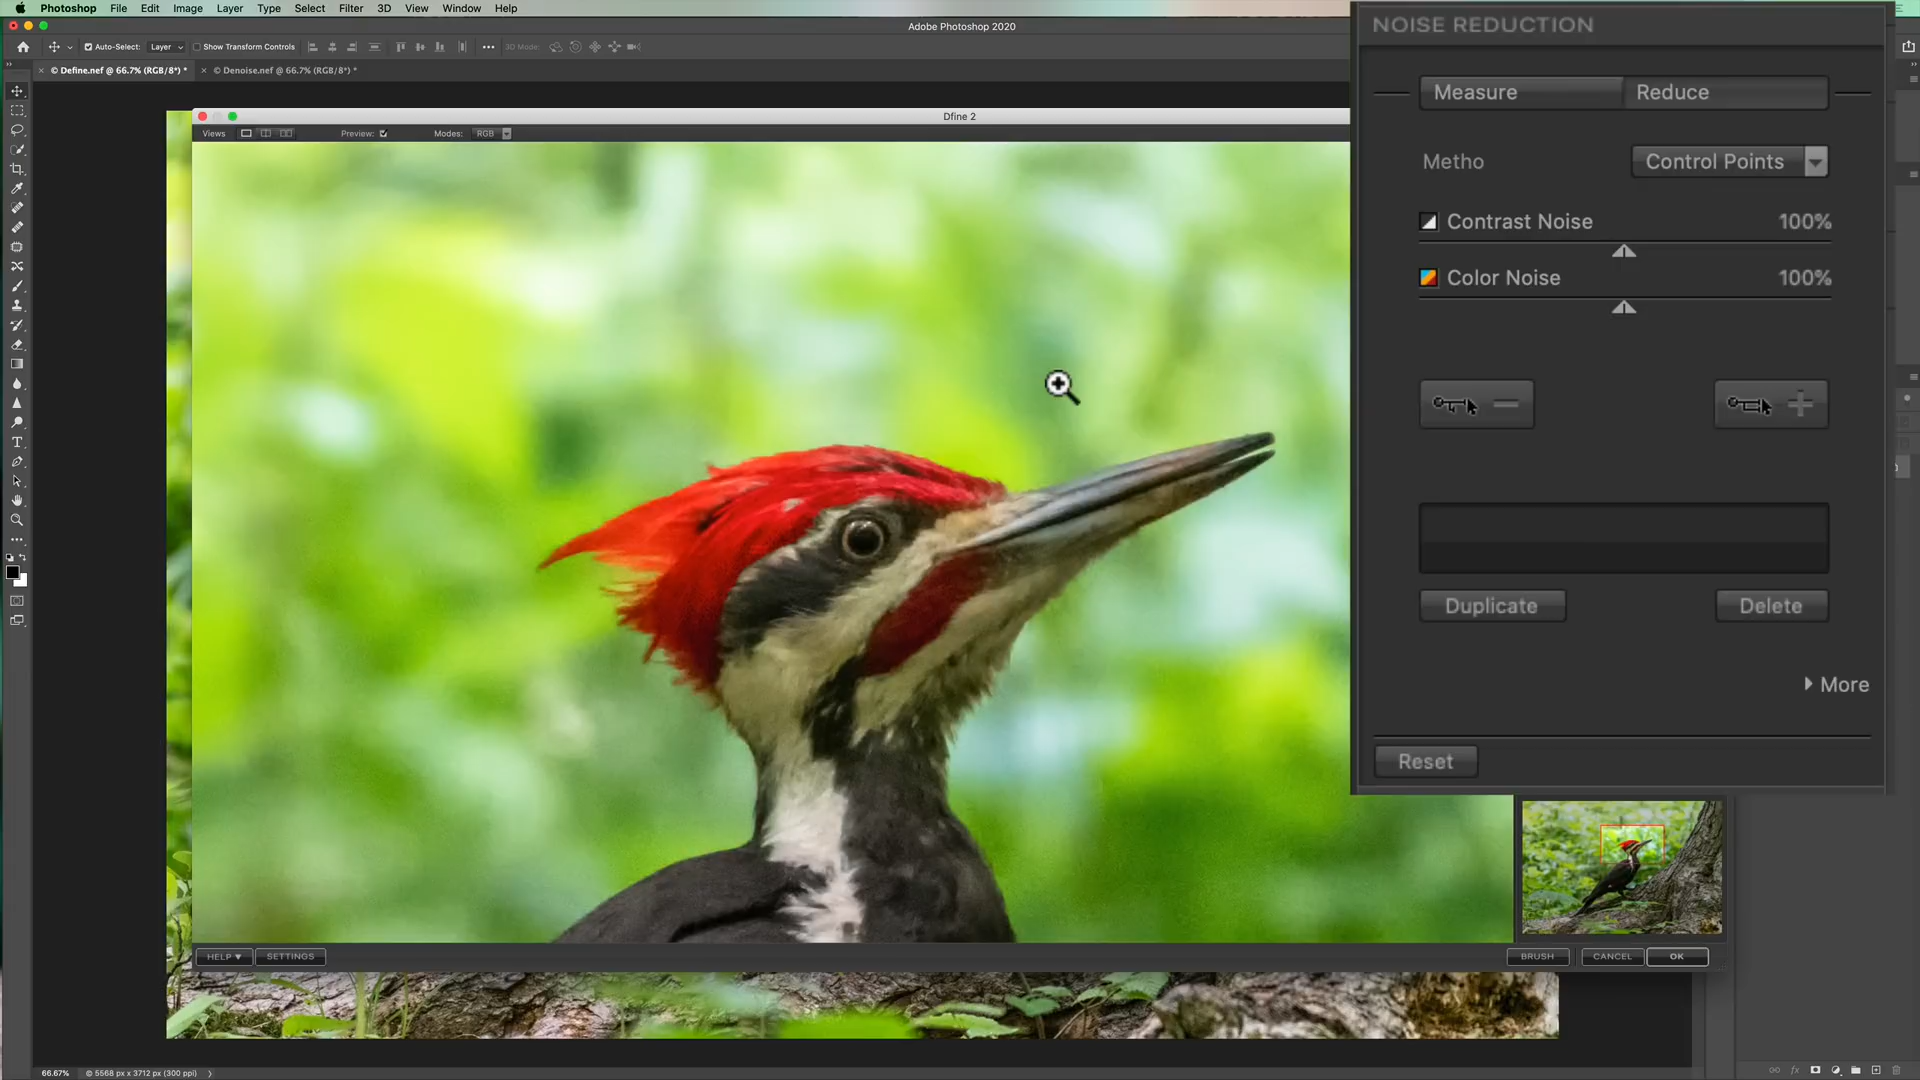 Photoshop File Edit Image Layer Type Select Filter 3D View Window Help
Adobe Photoshop 2020
Auto-Select: Layer Show Transform Controls 3D Mode:
© Define.nef @ 66.7% (RGB/8*) * © Denoise.nef @ 66.7% (RGB/8*) *
Dfine 2
Views Preview: Modes: RGB
NOISE REDUCTION
Measure Reduce
Metho Control Points
Contrast Noise 100%
Color Noise 100%
Duplicate Delete
More
Reset
HELP SETTINGS BRUSH CANCEL OK
66.67% © 5568 px x 3712 px (300 ppi)
fx